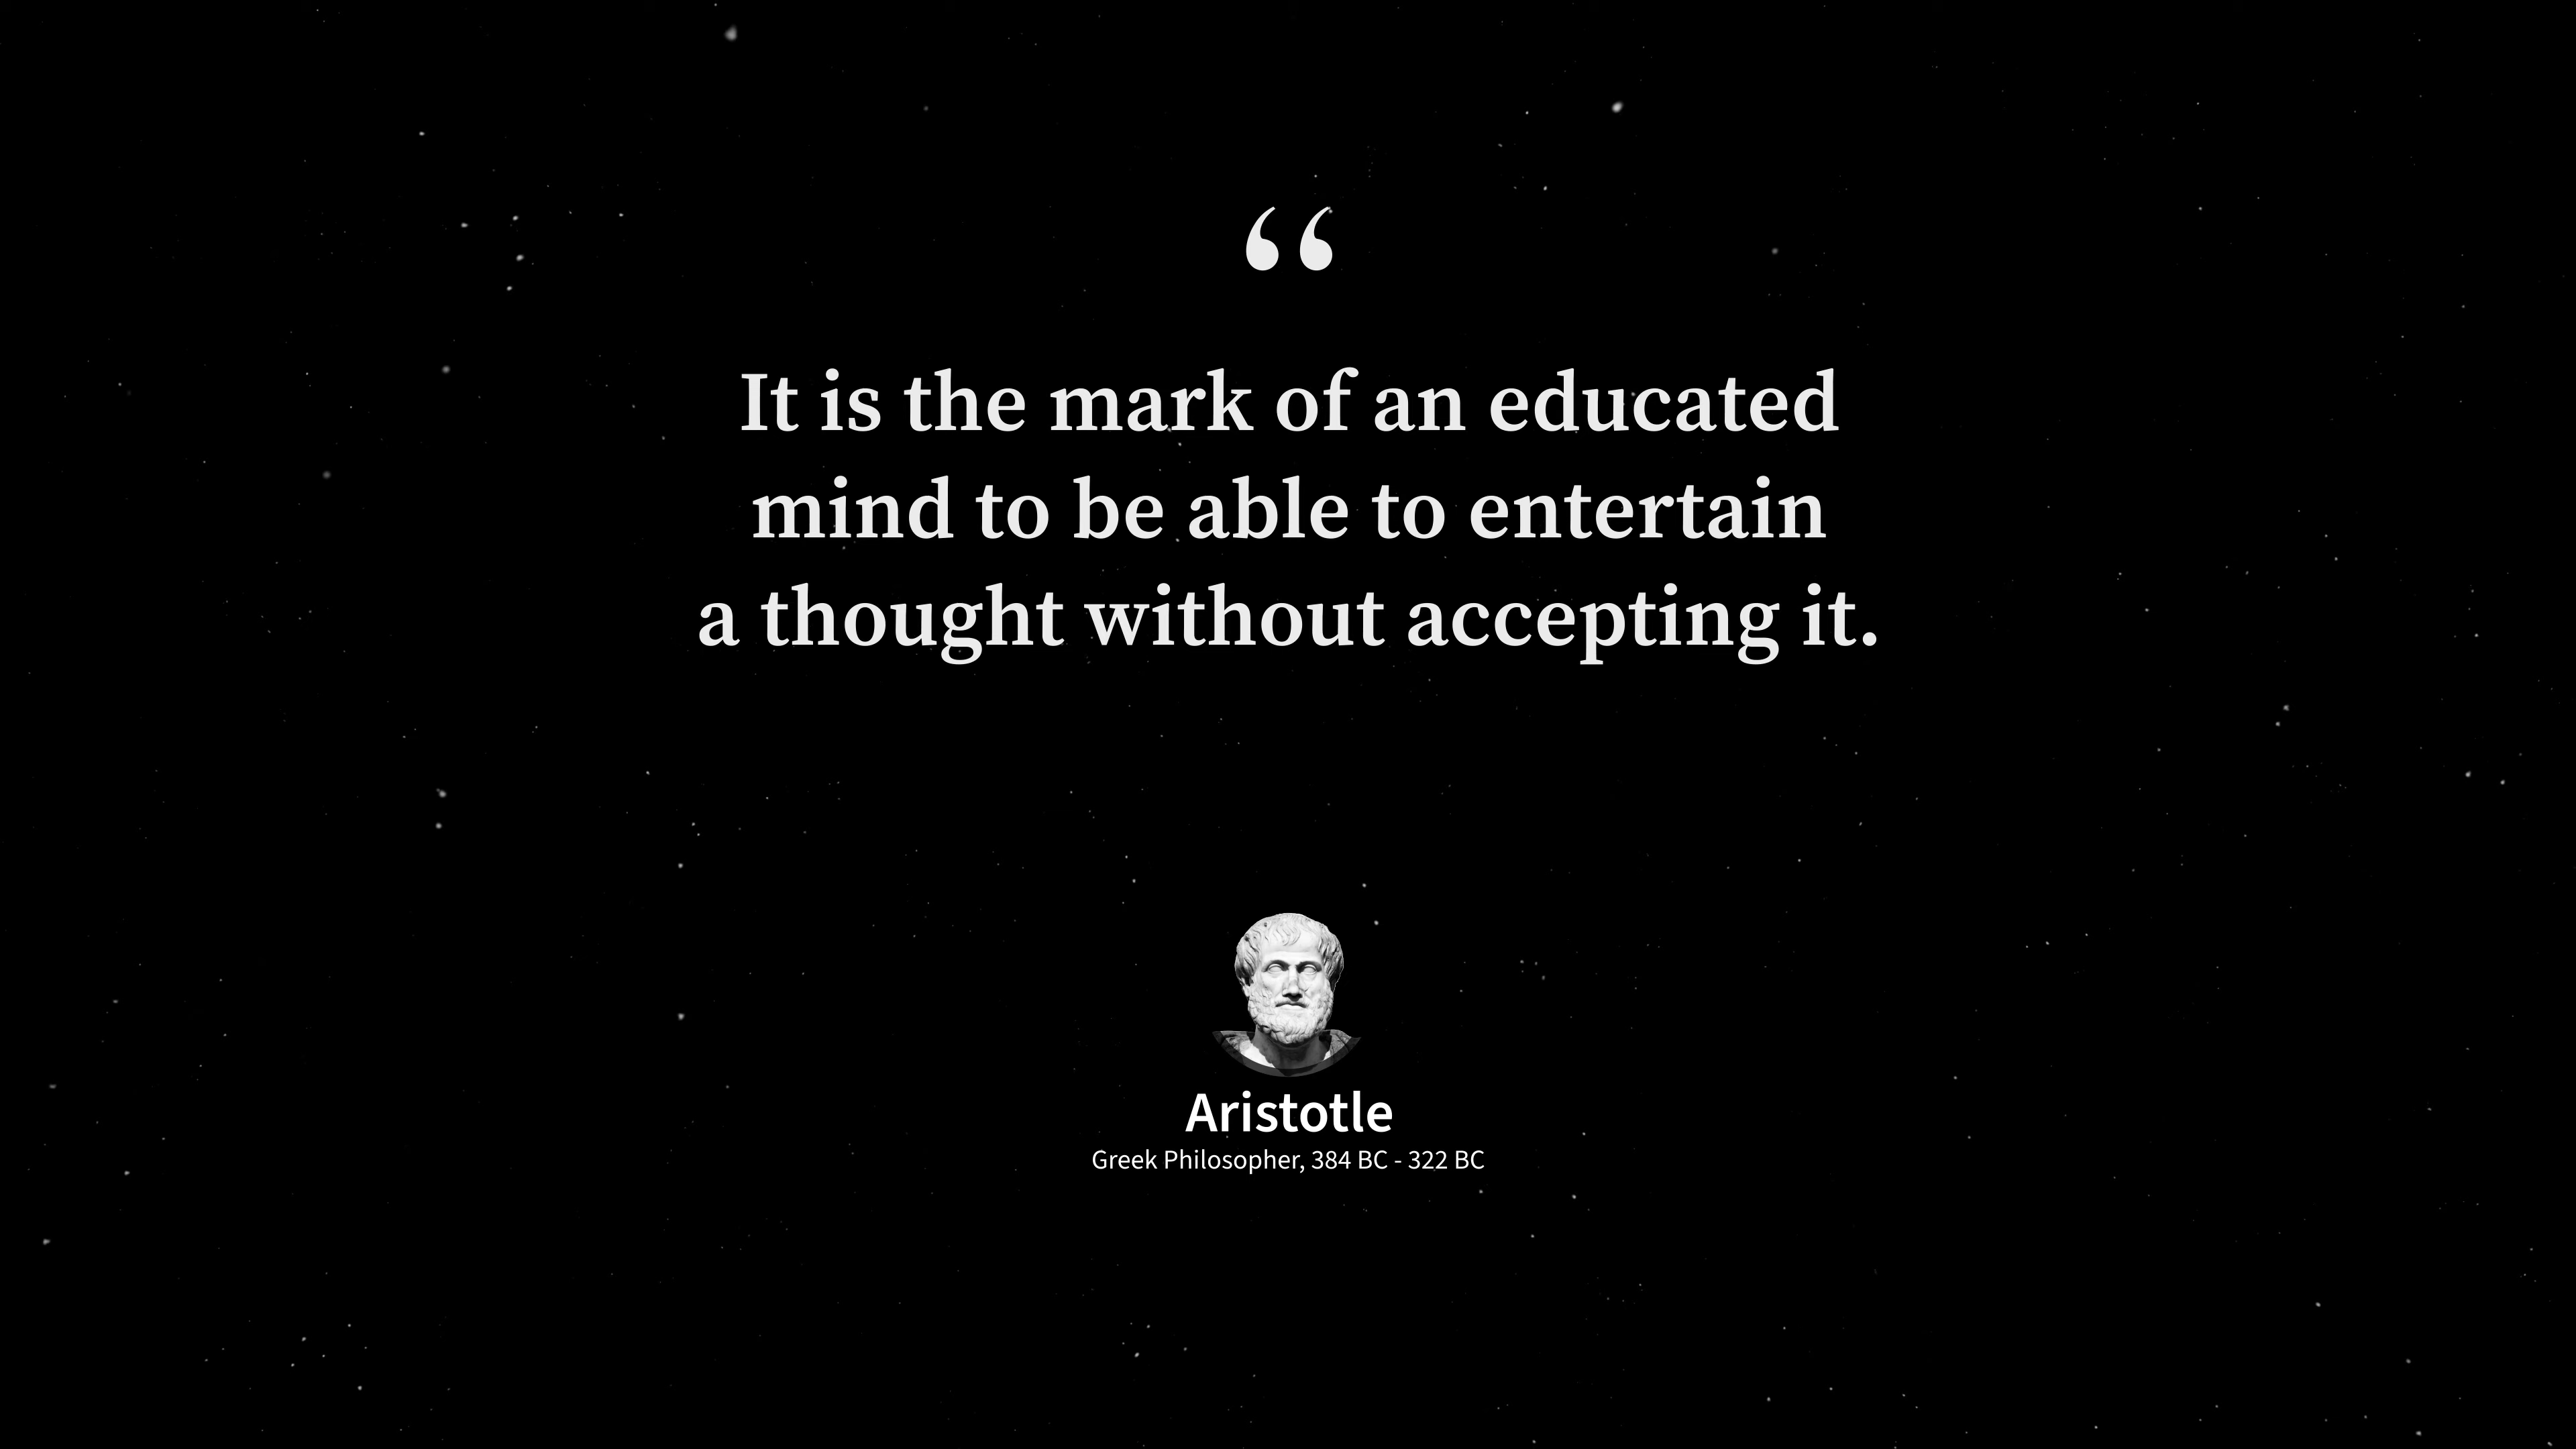 “
It is the mark of an educated
mind to be able to entertain
a thought without accepting it.
Aristotle
Greek Philosopher, 384 BC - 322 BC